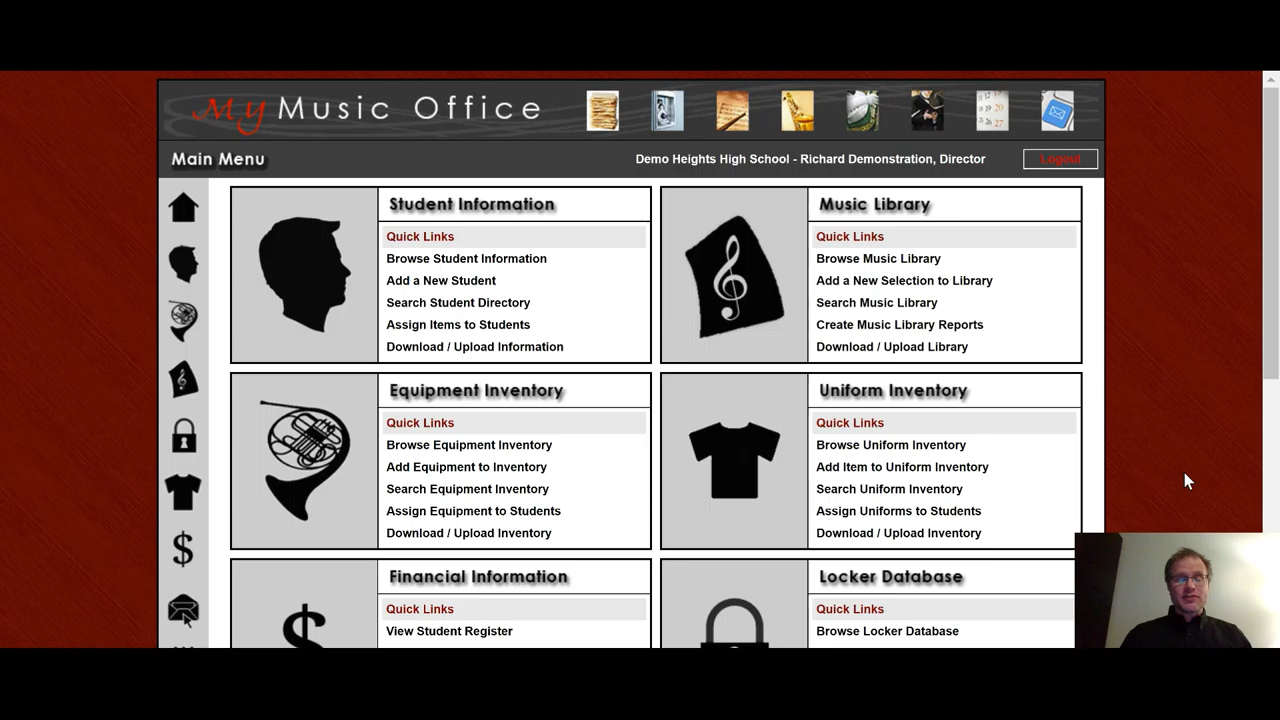 My Music Office
Main Menu
Demo Heights High School - Richard Demonstration, Director
Logout
Student Information
Quick Links
Browse Student Information
Add a New Student
Search Student Directory
Assign Items to Students
Download / Upload Information
Music Library
Quick Links
Browse Music Library
Add a New Selection to Library
Search Music Library
Create Music Library Reports
Download / Upload Library
Equipment Inventory
Quick Links
Browse Equipment Inventory
Add Equipment to Inventory
Search Equipment Inventory
Assign Equipment to Students
Download / Upload Inventory
Uniform Inventory
Quick Links
Browse Uniform Inventory
Add Item to Uniform Inventory
Search Uniform Inventory
Assign Uniforms to Students
Download / Upload Inventory
Financial Information
Quick Links
View Student Register
Locker Database
Quick Links
Browse Locker Database